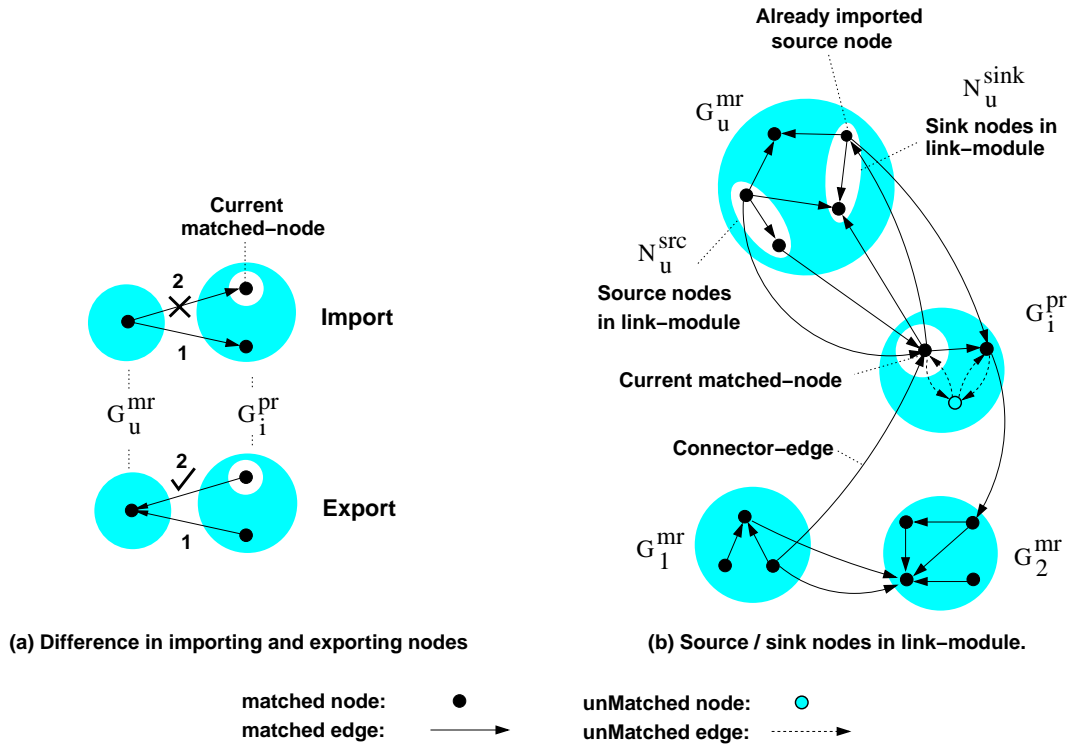 Already imported
source node
N_u^sink
G_u^mr
Sink nodes in
link–module
Current
matched–node
N_u^src
2
Source nodes
in link–module
G_i^pr
Import
1
Current matched–node
G_u^mr
G_i^pr
Connector–edge
2
Export
1
G_1^mr
G_2^mr
(a) Difference in importing and exporting nodes
(b) Source / sink nodes in link–module.
matched node:
unMatched node:
matched edge:
unMatched edge: